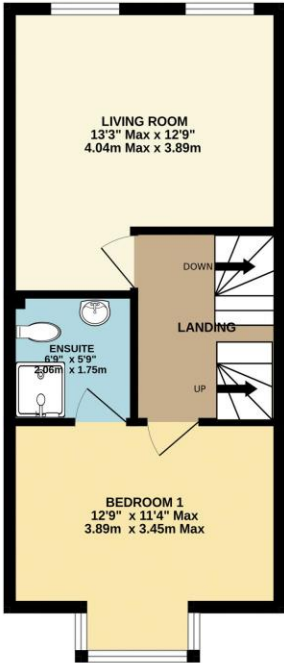 LIVING ROOM
13'3" Max x 12'9"
4.04m Max x 3.89m
DOWN
LANDING
ENSUITE
6'9" x 5'9"
2.06m x 1.75m
UP
BEDROOM 1
12'9" x 11'4" Max
3.89m x 3.45m Max